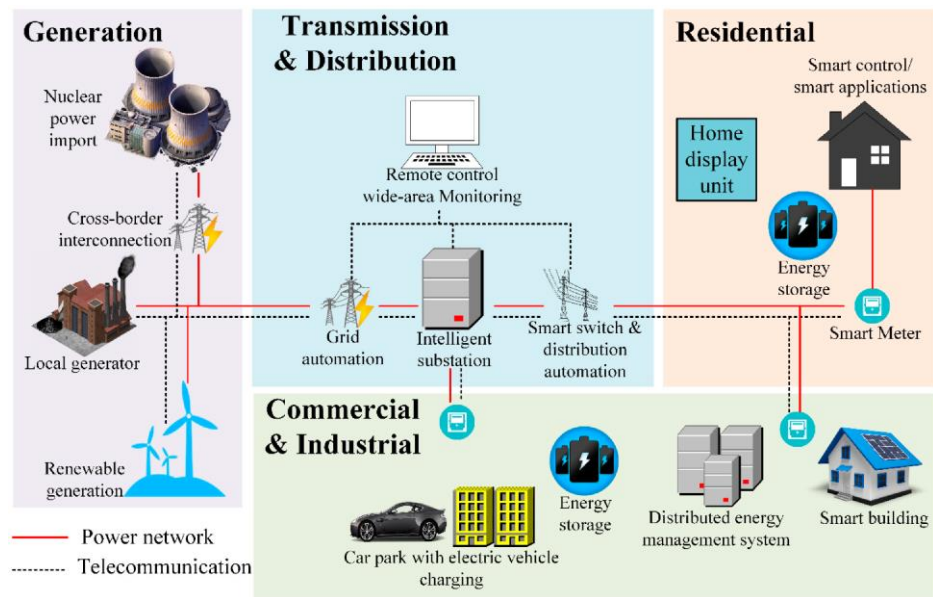 Generation
Nuclear
power
import
Cross-border
interconnection
Local generator
Renewable
generation
Power network
Telecommunication
Transmission
& Distribution
Remote control
wide-area Monitoring
Grid
automation
Intelligent
substation
Smart switch &
distribution
automation
Residential
Smart control/
smart applications
Home
display
unit
Energy
storage
Smart Meter
Commercial
& Industrial
Car park with electric vehicle
charging
Energy
storage
Distributed energy
management system
Smart building